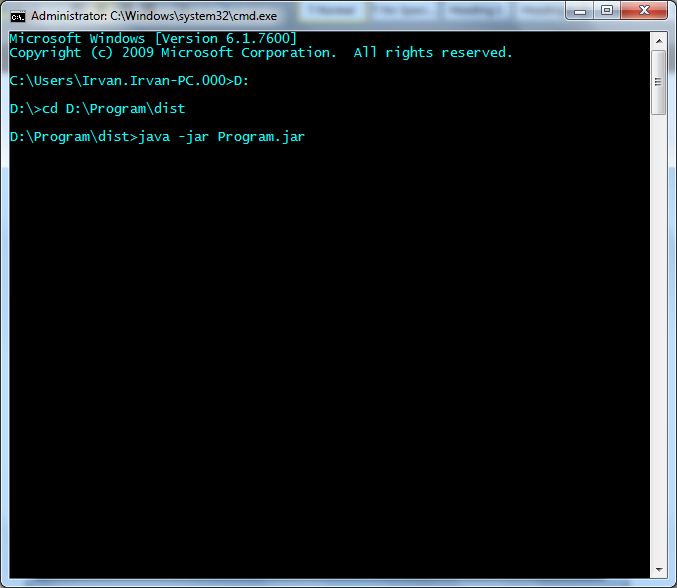 Administrator: C:\Windows\system32\cmd.exe
Microsoft Windows [Version 6.1.7600]
Copyright (c) 2009 Microsoft Corporation.  All rights reserved.
C:\Users\Irvan.Irvan-PC.000>D:
D:\>cd D:\Program\dist
D:\Program\dist>java -jar Program.jar